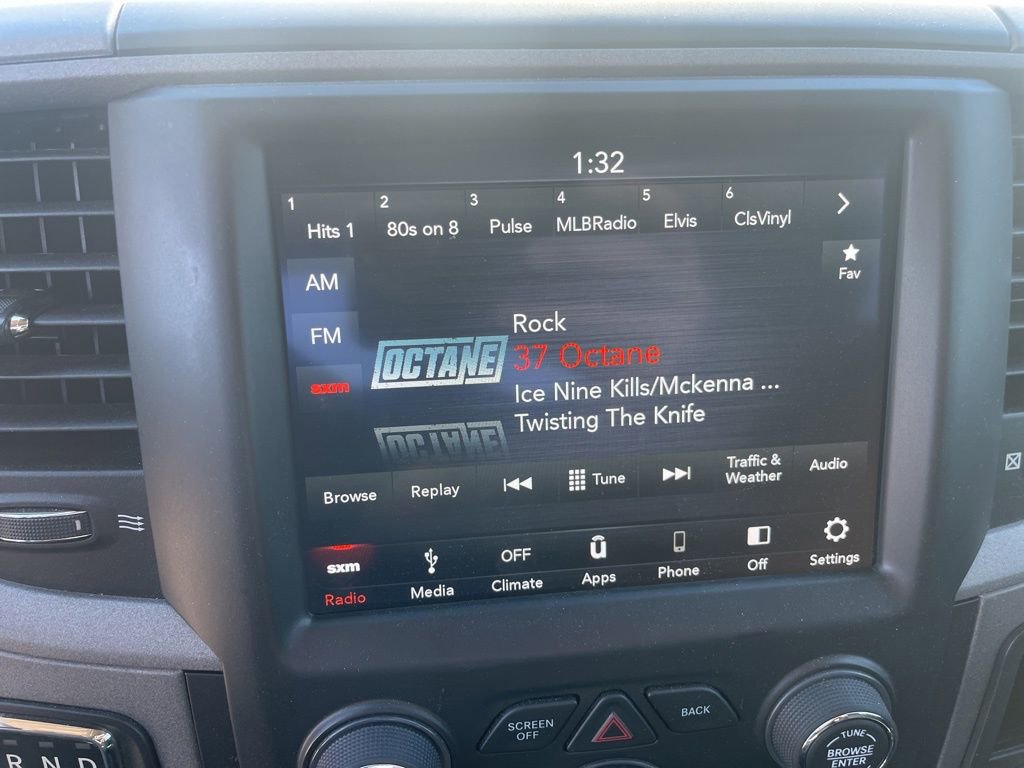 1:32
1 Hits 1 2 80s on 8 3 Pulse 4 MLBRadio 5 Elvis 6 ClsVinyl
Fav
AM
FM
sxm
OCTANE
Rock
37 Octane
Ice Nine Kills/Mckenna ...
Twisting The Knife
Browse Replay Tune Traffic & Weather Audio
sxm OFF
Radio Media Climate Apps Phone Off Settings
SCREEN OFF
BACK
TUNE
BROWSE
ENTER
R N D